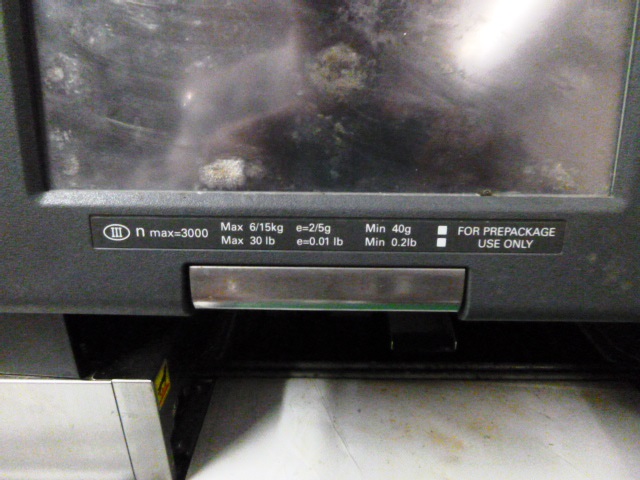 III n max=3000 Max 6/15kg e=2/5g Min 40g FOR PREPACKAGE
Max 30 lb e=0.01 lb Min 0.2lb USE ONLY